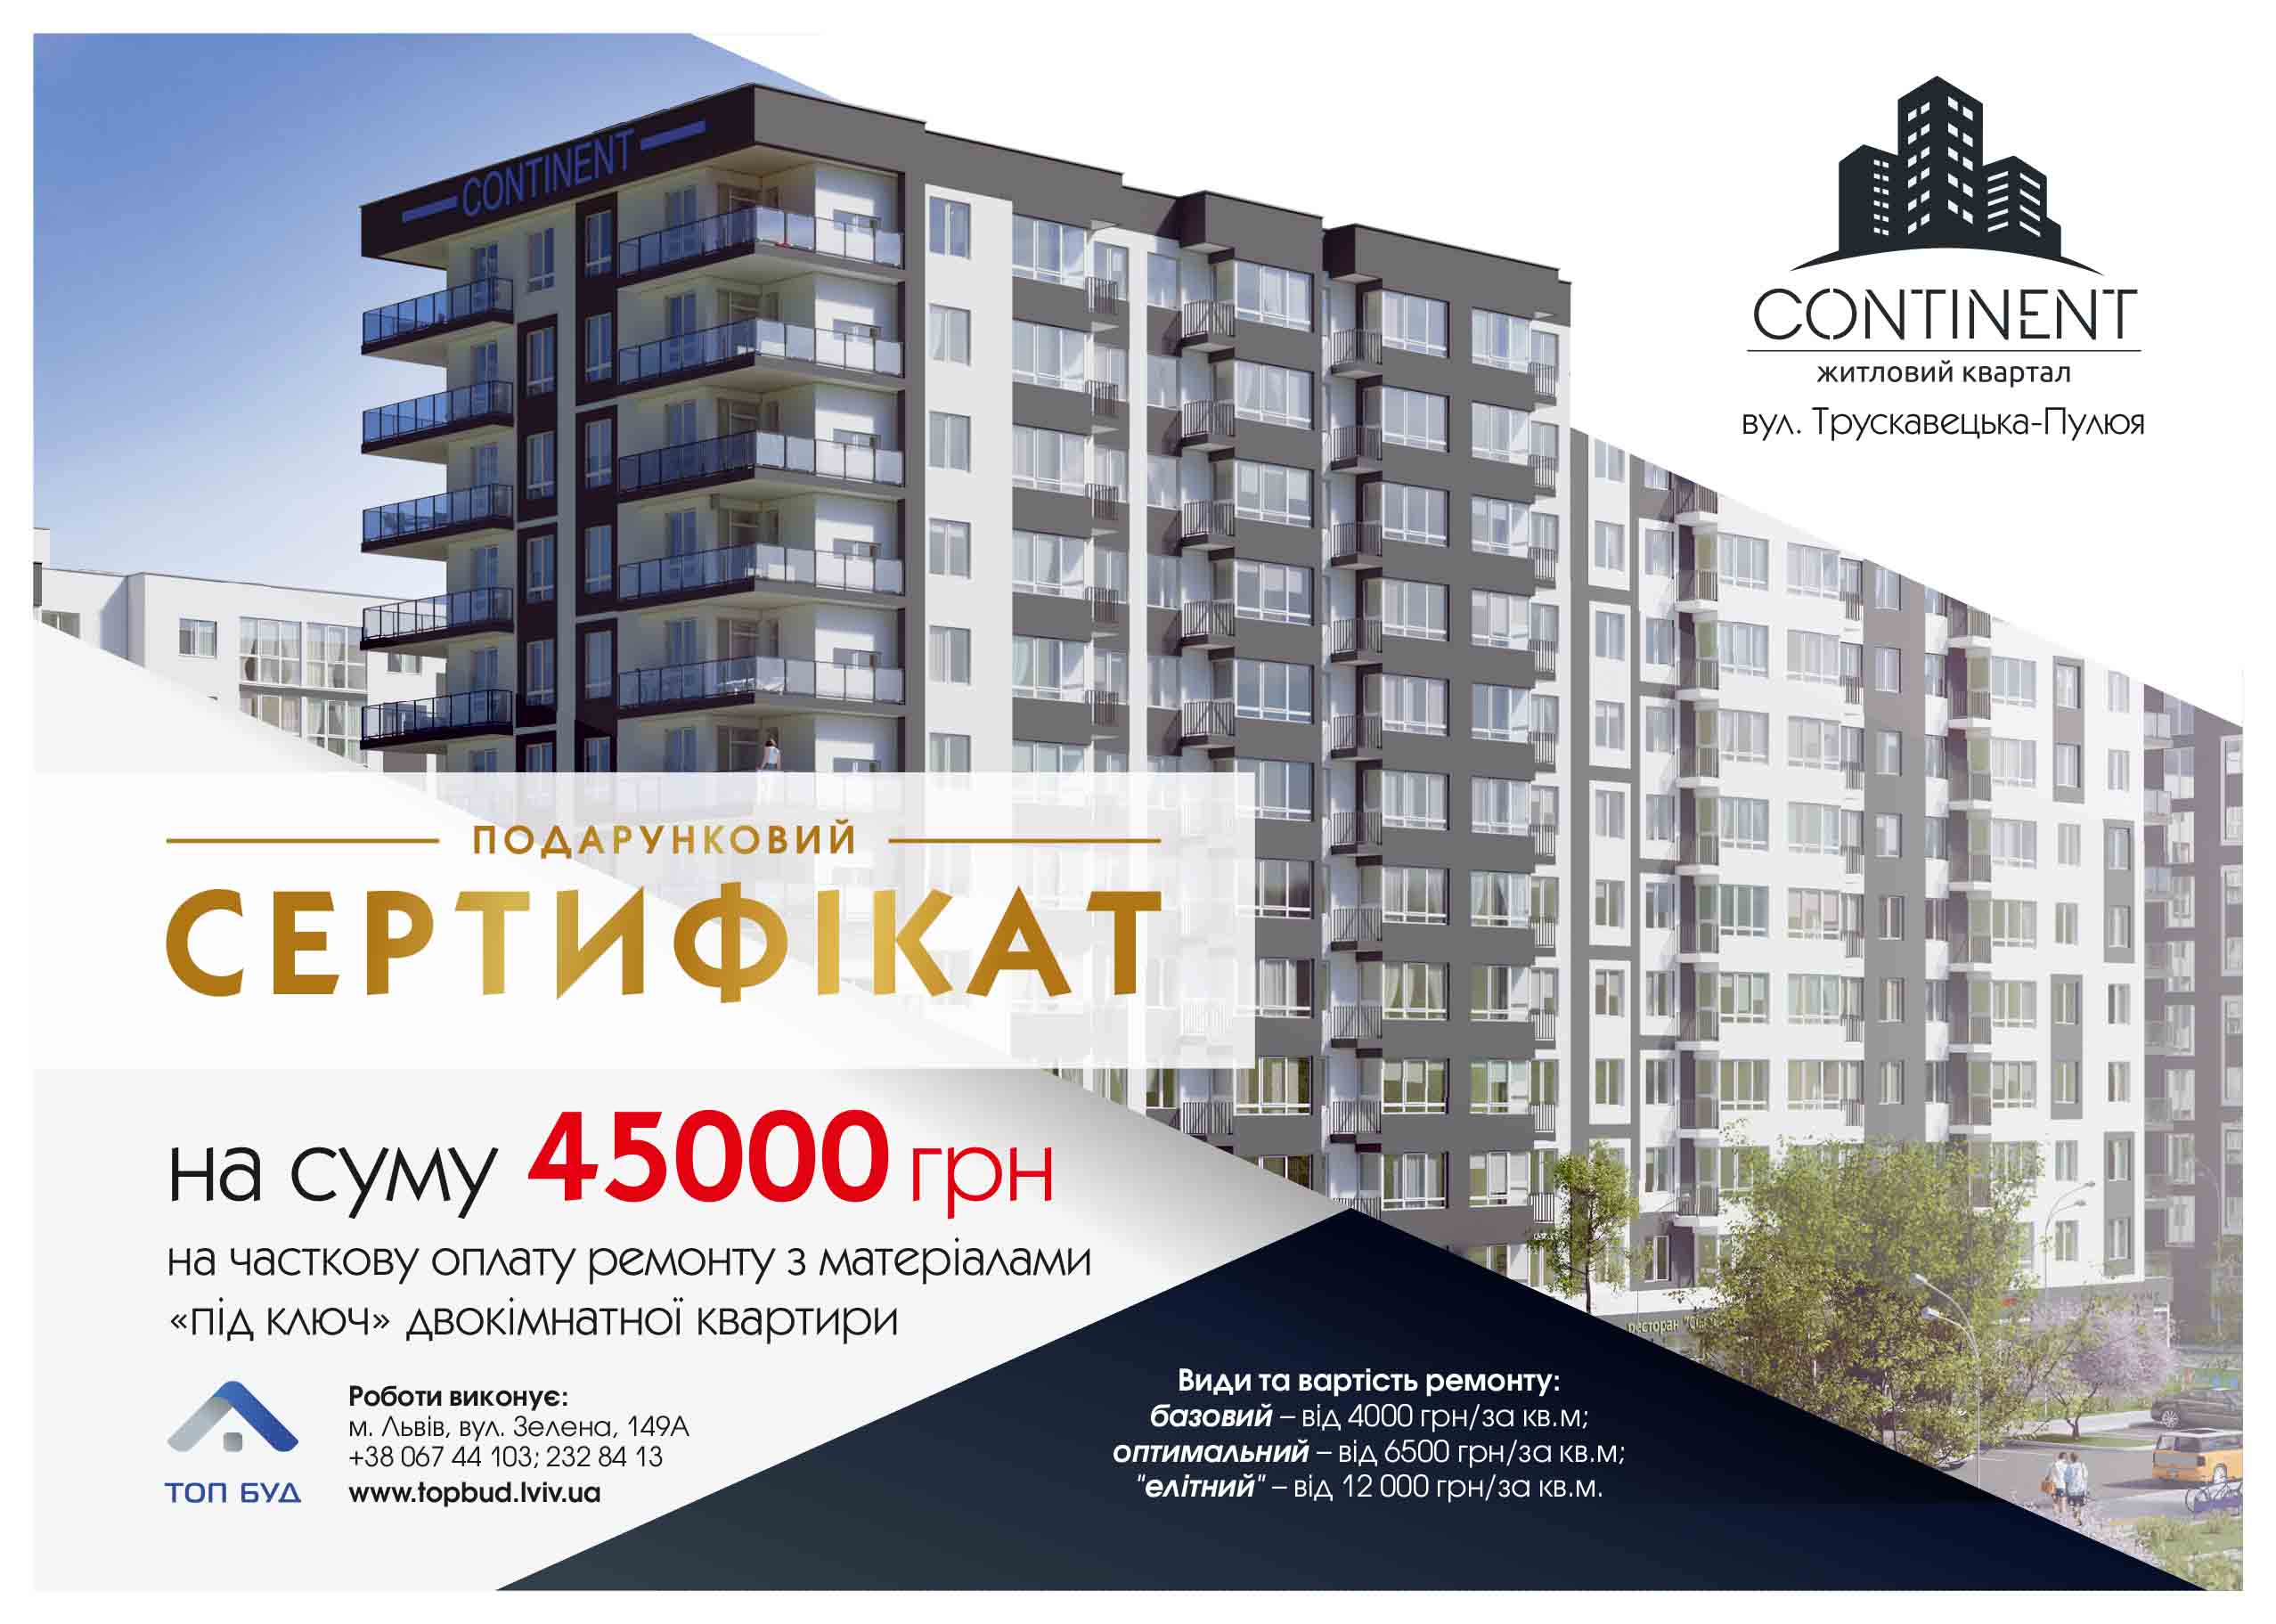 CONTINENT
CONTINENT
житловий квартал
вул. Трускавецька-Пулюя
ПОДАРУНКОВИЙ
СЕРТИФІКАТ
на суму 45000 грн
на часткову оплату ремонту з матеріалами
«під ключ» двокімнатної квартири
Роботи виконує:
м. Львів, вул. Зелена, 149А
+38 067 44 103; 232 84 13
www.topbud.lviv.ua
ТОП БУД
Види та вартість ремонту:
базовий – від 4000 грн/за кв.м;
оптимальний – від 6500 грн/за кв.м;
"елітний" – від 12 000 грн/за кв.м.
ресторан